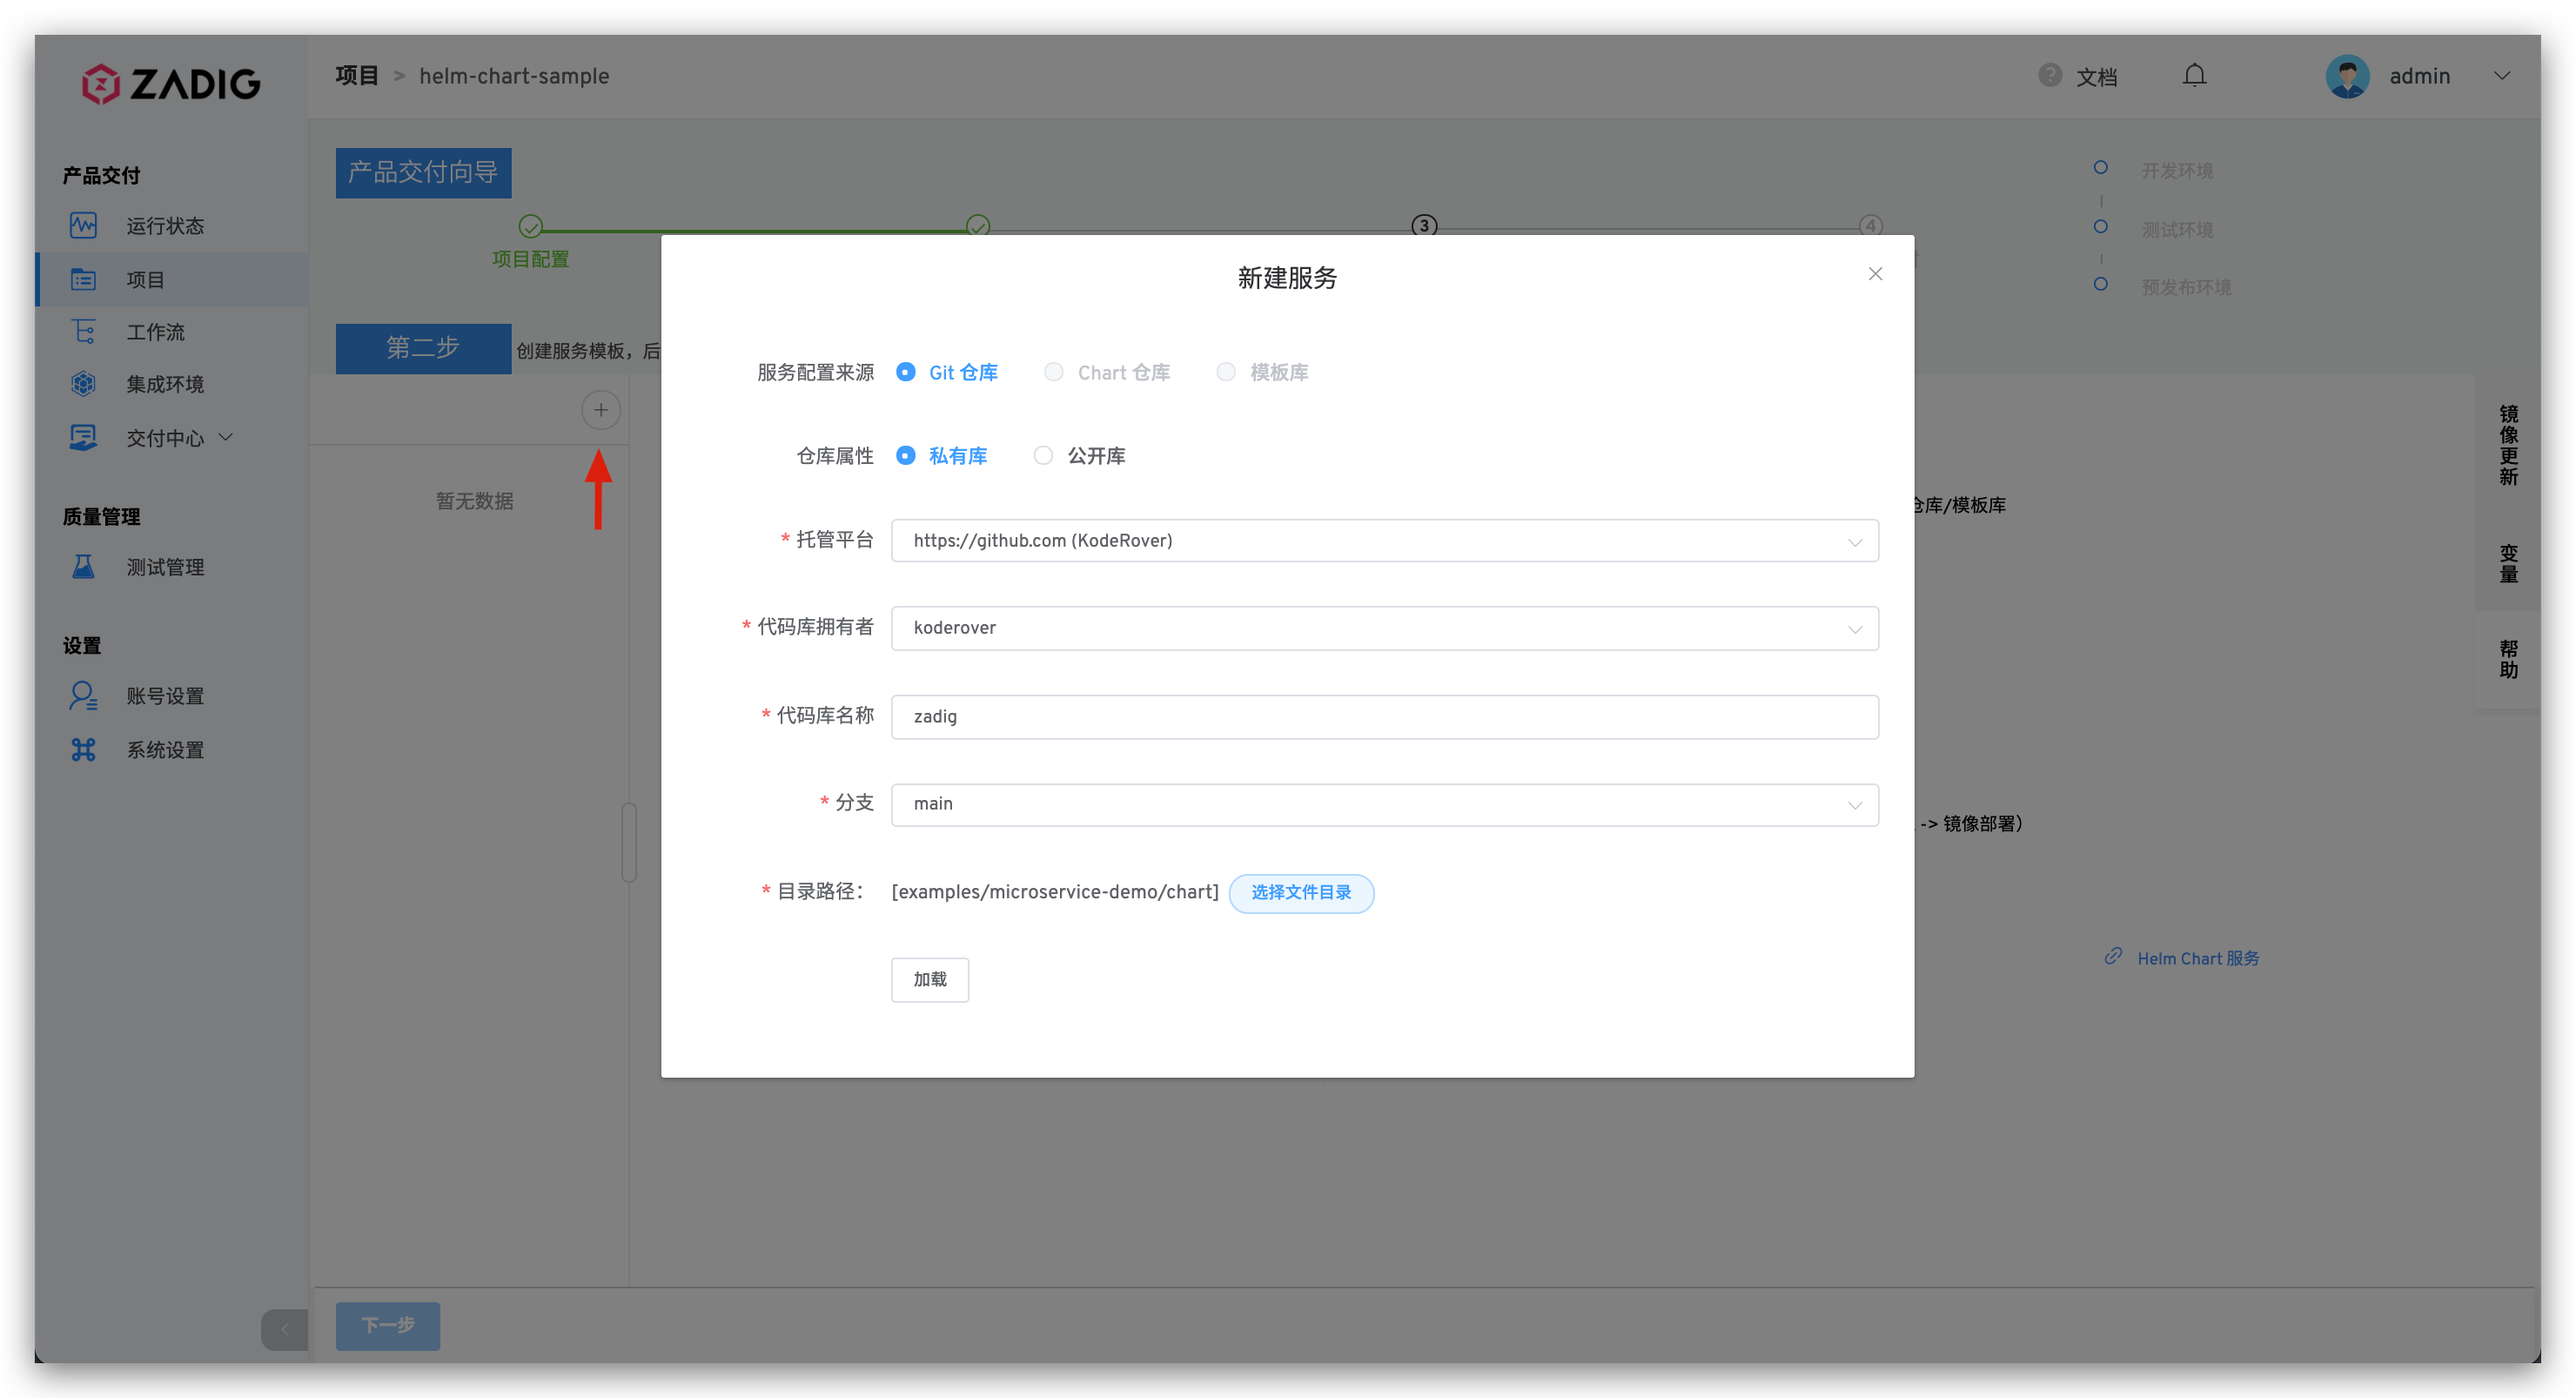 ZADIG
项目 > helm-chart-sample
? 文档
admin
产品交付
运行状态
项目
工作流
集成环境
交付中心
质量管理
测试管理
设置
账号设置
系统设置
产品交付向导
项目配置
3
4
开发环境
测试环境
预发布环境
第二步 创建服务模板，后
暂无数据
新建服务
服务配置来源 Git 仓库 Chart 仓库 模板库
仓库属性 私有库 公开库
* 托管平台 https://github.com (KodeRover)
* 代码库拥有者 koderover
* 代码库名称 zadig
* 分支 main
* 目录路径： [examples/microservice-demo/chart] 选择文件目录
加载
仓库/模板库
-> 镜像部署）
Helm Chart 服务
镜像更新
变量
帮助
下一步